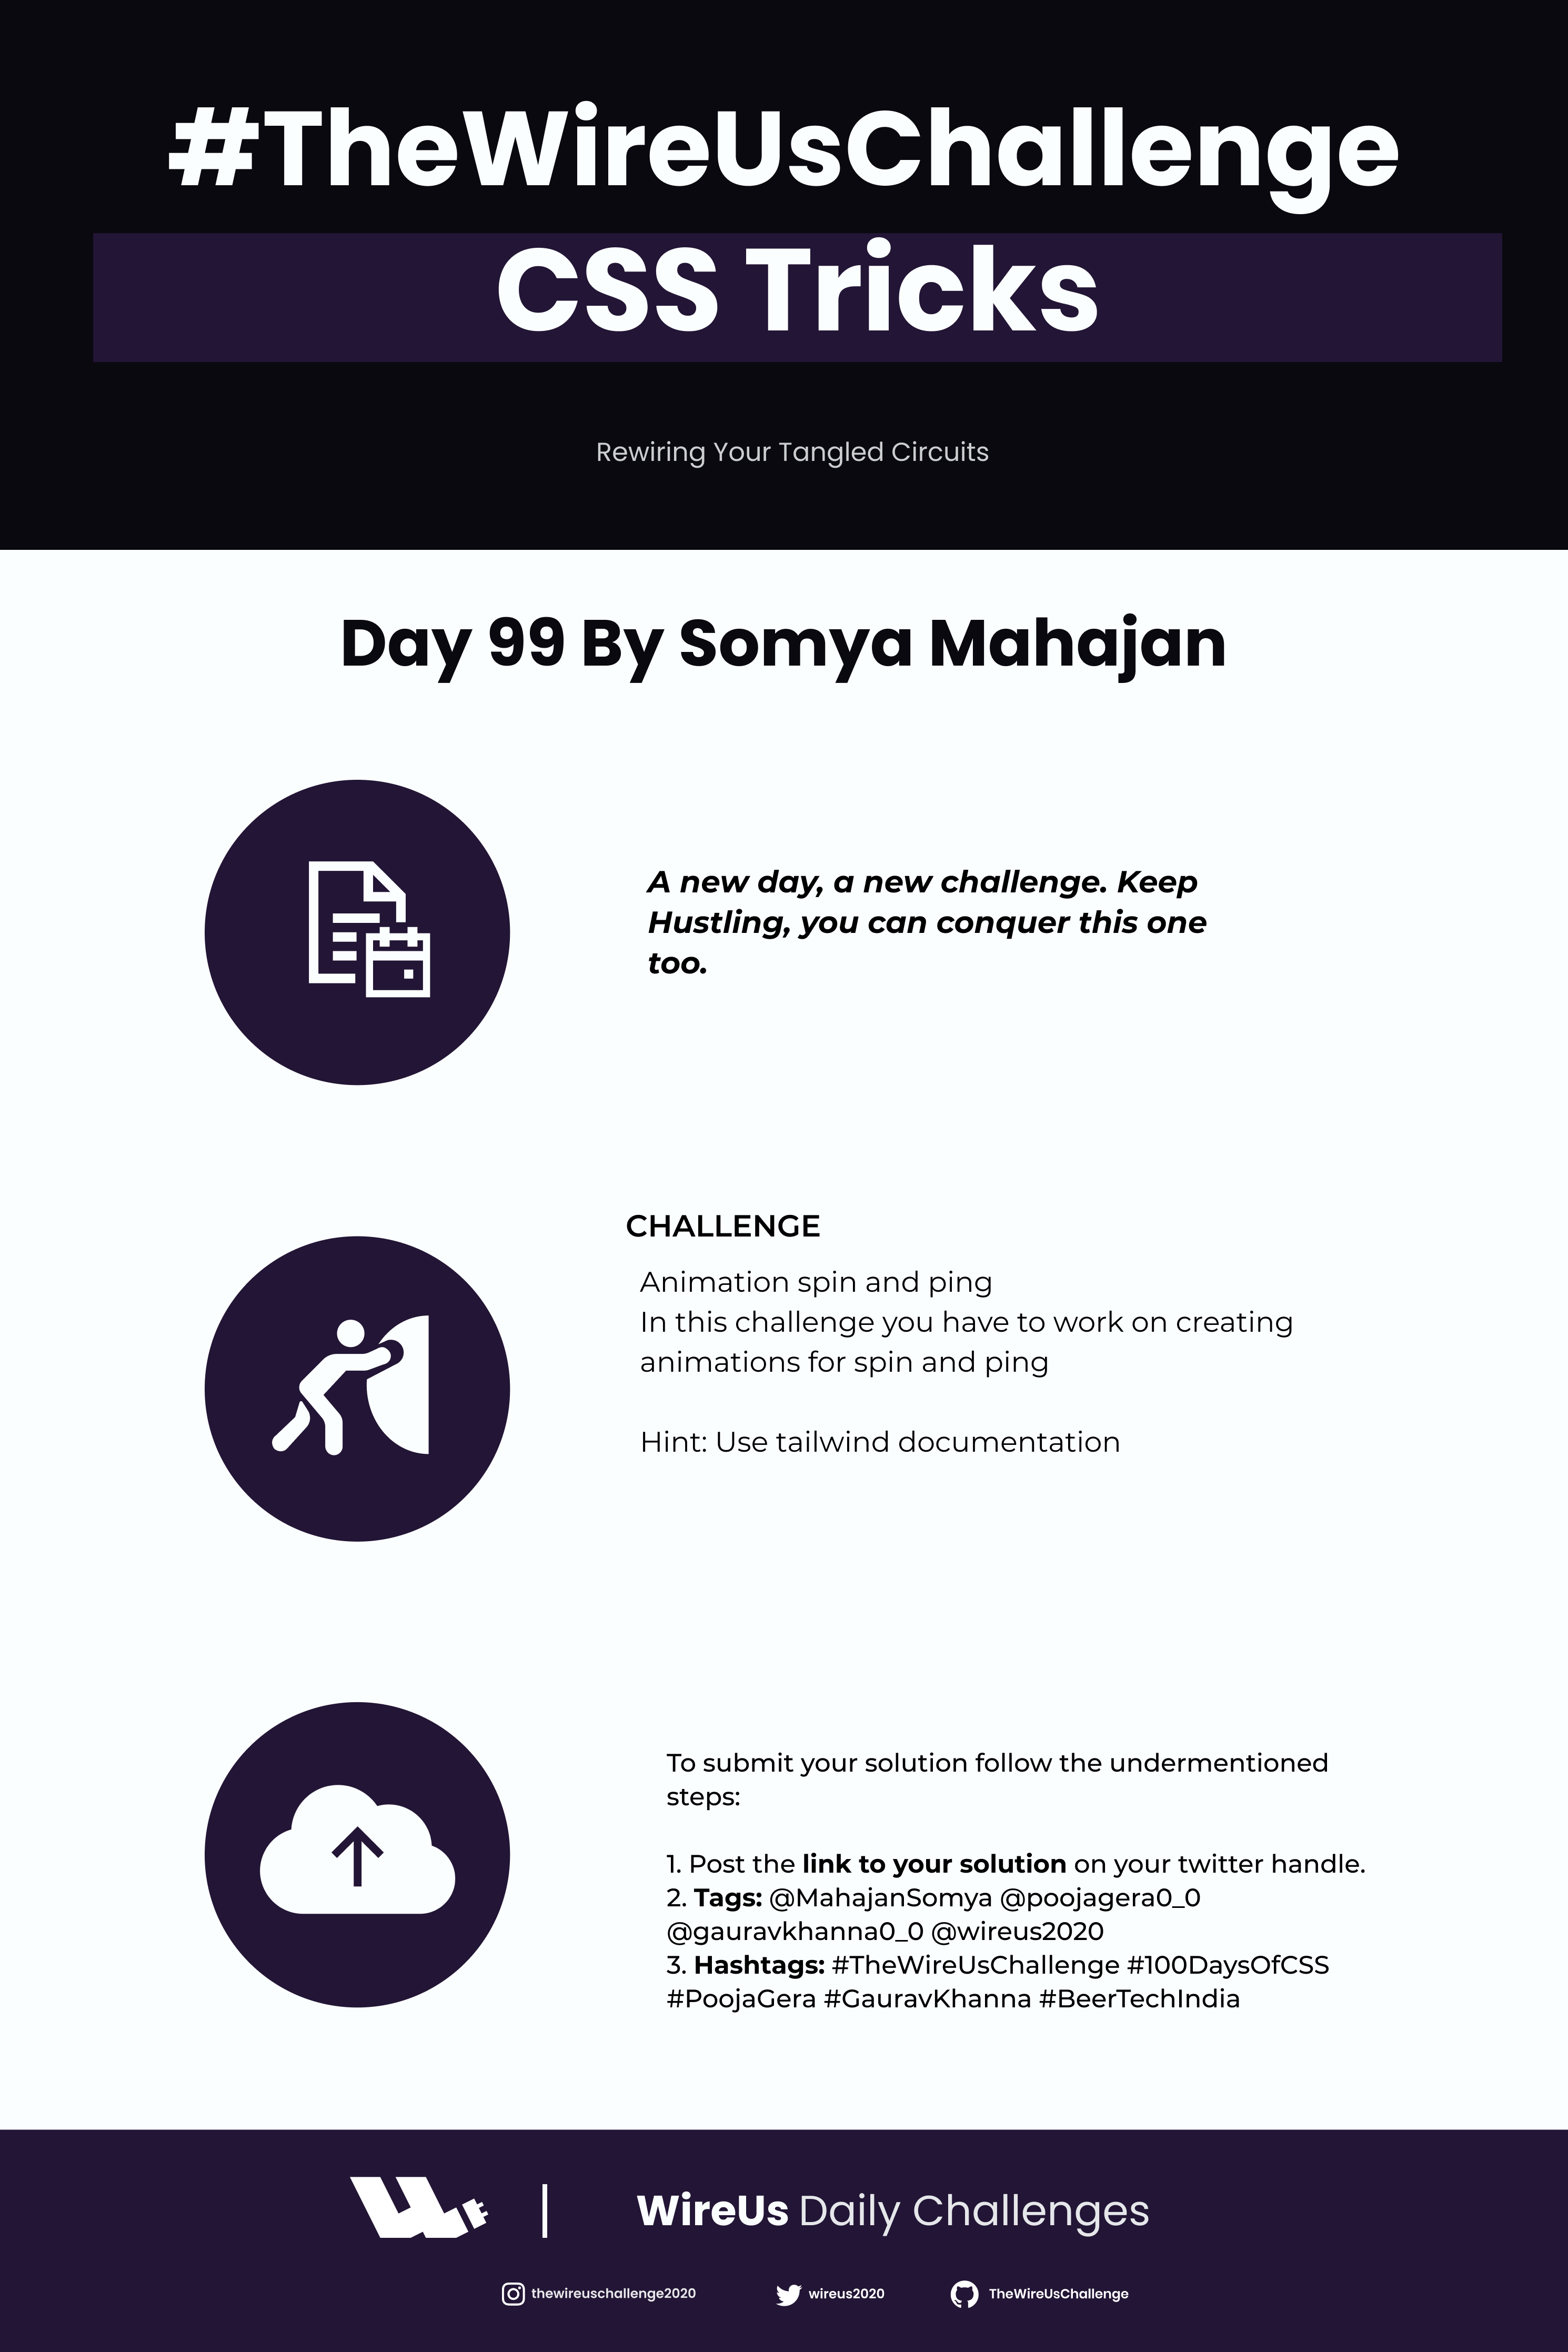 #TheWireUsChallenge
CSS Tricks
Rewiring Your Tangled Circuits
Day 99 By Somya Mahajan
A new day, a new challenge. Keep
Hustling, you can conquer this one
too.
CHALLENGE
Animation spin and ping
In this challenge you have to work on creating
animations for spin and ping
Hint: Use tailwind documentation
To submit your solution follow the undermentioned
steps:
1. Post the link to your solution on your twitter handle.
2. Tags: @MahajanSomya @poojagera0_0
@gauravkhanna0_0 @wireus2020
3. Hashtags: #TheWireUsChallenge #100DaysOfCSS
#PoojaGera #GauravKhanna #BeerTechIndia
WireUs Daily Challenges
thewireuschallenge2020 wireus2020 TheWireUsChallenge